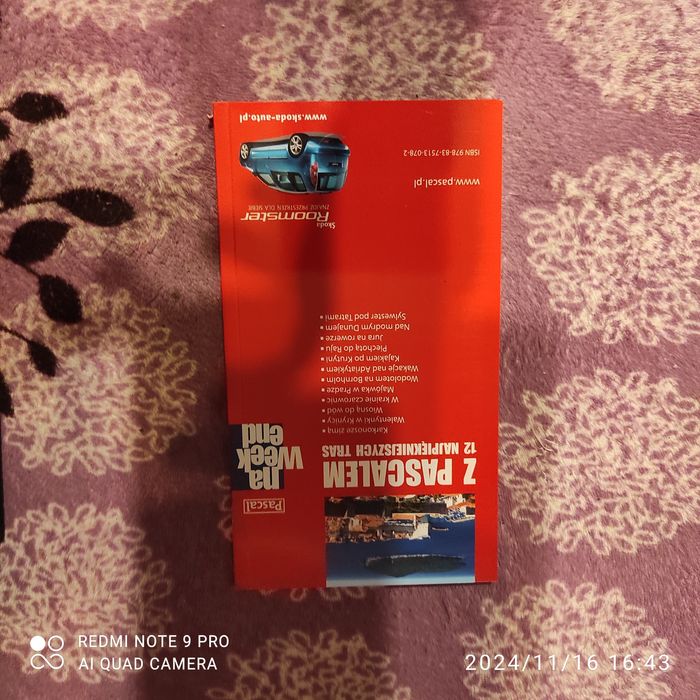 Pascal
na
week
end
Z PASCALEM
12 NAJPIĘKNIEJSZYCH TRAS
Karkonosze zimą
Walentynki w Krynicy
Wiosną do wód
W krainie czarownic
Majówka w Pradze
Wodolotem na Bornholm
Wakacje nad Adriatykiem
Kajakiem po Krutyni
Piechotą do Raju
Jura na rowerze
Nad modrym Dunajem
Sylwester pod Tatrami
Skoda
Roomster
ZNAJDŹ PRZESTRZEŃ DLA SIEBIE
www.pascal.pl
ISBN 978-83-7513-078-2
www.skoda-auto.pl
REDMI NOTE 9 PRO
AI QUAD CAMERA
2024/11/16 16:43